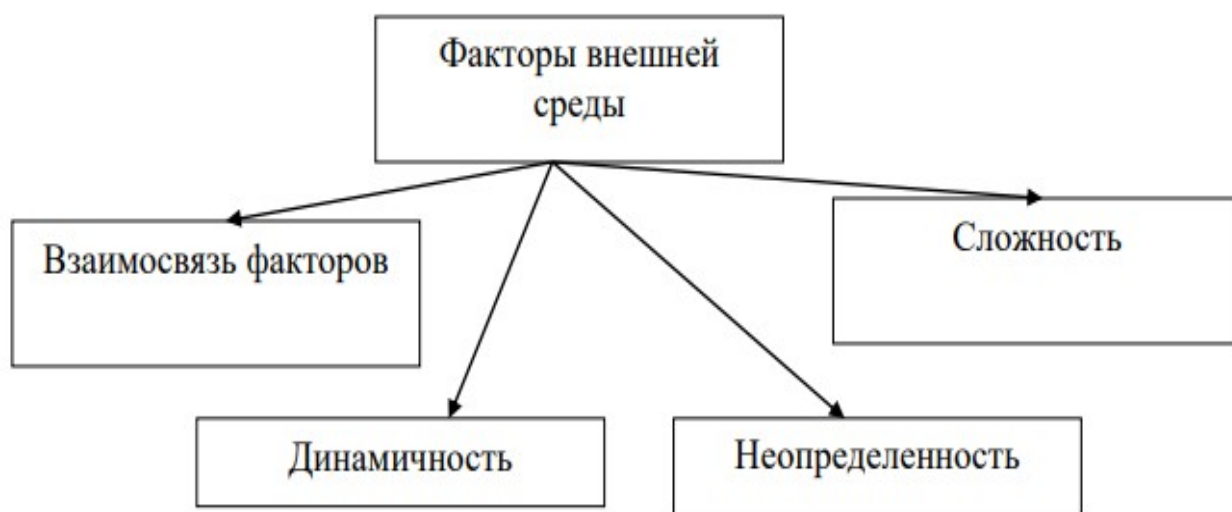 Факторы внешней
среды
Взаимосвязь факторов
Сложность
Динамичность
Неопределенность